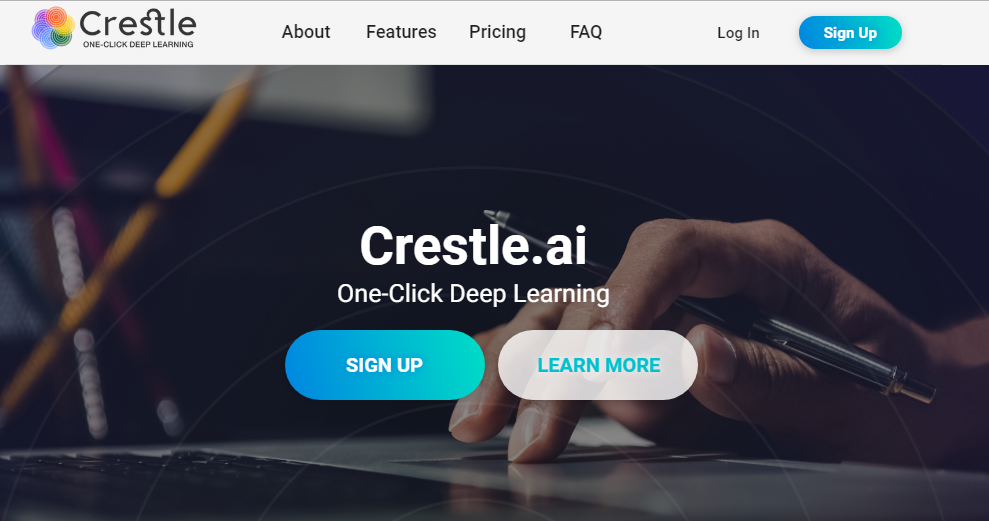 Crestle
ONE-CLICK DEEP LEARNING
About Features Pricing FAQ Log In Sign Up
Crestle.ai
One-Click Deep Learning
SIGN UP LEARN MORE